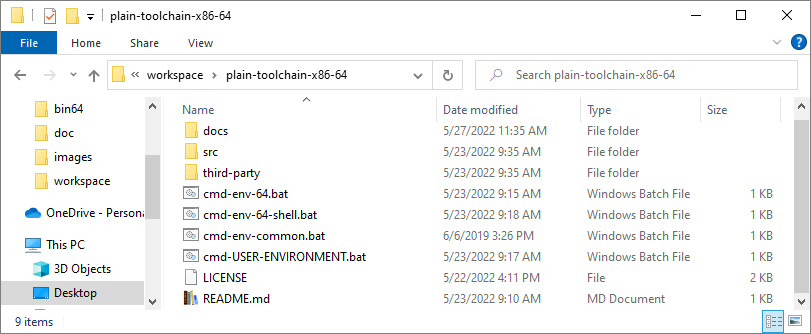 plain-toolchain-x86-64
File Home Share View
« workspace > plain-toolchain-x86-64 Search plain-toolchain-x86-64
Name Date modified Type Size
bin64
doc
images
workspace
OneDrive - Persona
This PC
3D Objects
Desktop
docs 5/27/2022 11:35 AM File folder
src 5/23/2022 9:35 AM File folder
third-party 5/23/2022 9:35 AM File folder
cmd-env-64.bat 5/23/2022 9:15 AM Windows Batch File 1 KB
cmd-env-64-shell.bat 5/23/2022 9:18 AM Windows Batch File 1 KB
cmd-env-common.bat 6/6/2019 3:26 PM Windows Batch File 1 KB
cmd-USER-ENVIRONMENT.bat 5/23/2022 9:17 AM Windows Batch File 1 KB
LICENSE 5/22/2022 4:11 PM File 2 KB
README.md 5/23/2022 9:10 AM MD Document 1 KB
9 items